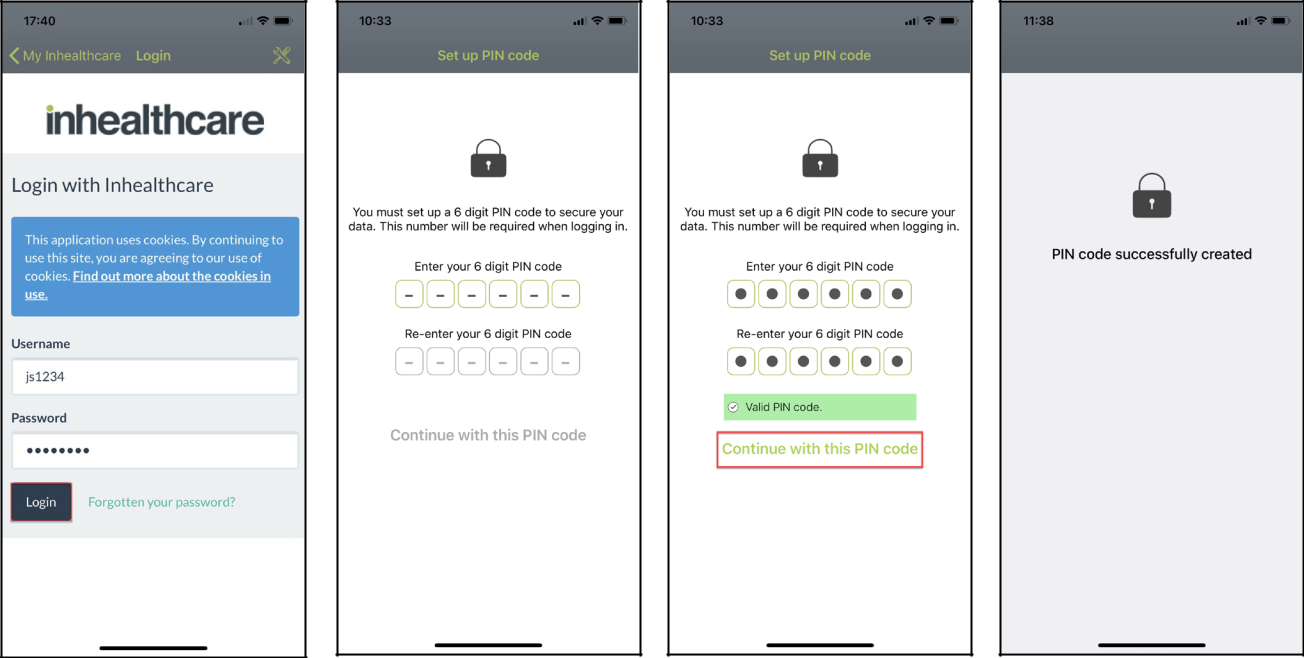 17:40
My Inhealthcare Login
inhealthcare
Login with Inhealthcare
This application uses cookies. By continuing to
use this site, you are agreeing to our use of
cookies. Find out more about the cookies in
use.
Username
js1234
Password
Login Forgotten your password?
10:33
Set up PIN code
You must set up a 6 digit PIN code to secure your
data. This number will be required when logging in.
Enter your 6 digit PIN code
Re-enter your 6 digit PIN code
Continue with this PIN code
10:33
Set up PIN code
You must set up a 6 digit PIN code to secure your
data. This number will be required when logging in.
Enter your 6 digit PIN code
Re-enter your 6 digit PIN code
Valid PIN code.
Continue with this PIN code
11:38
PIN code successfully created